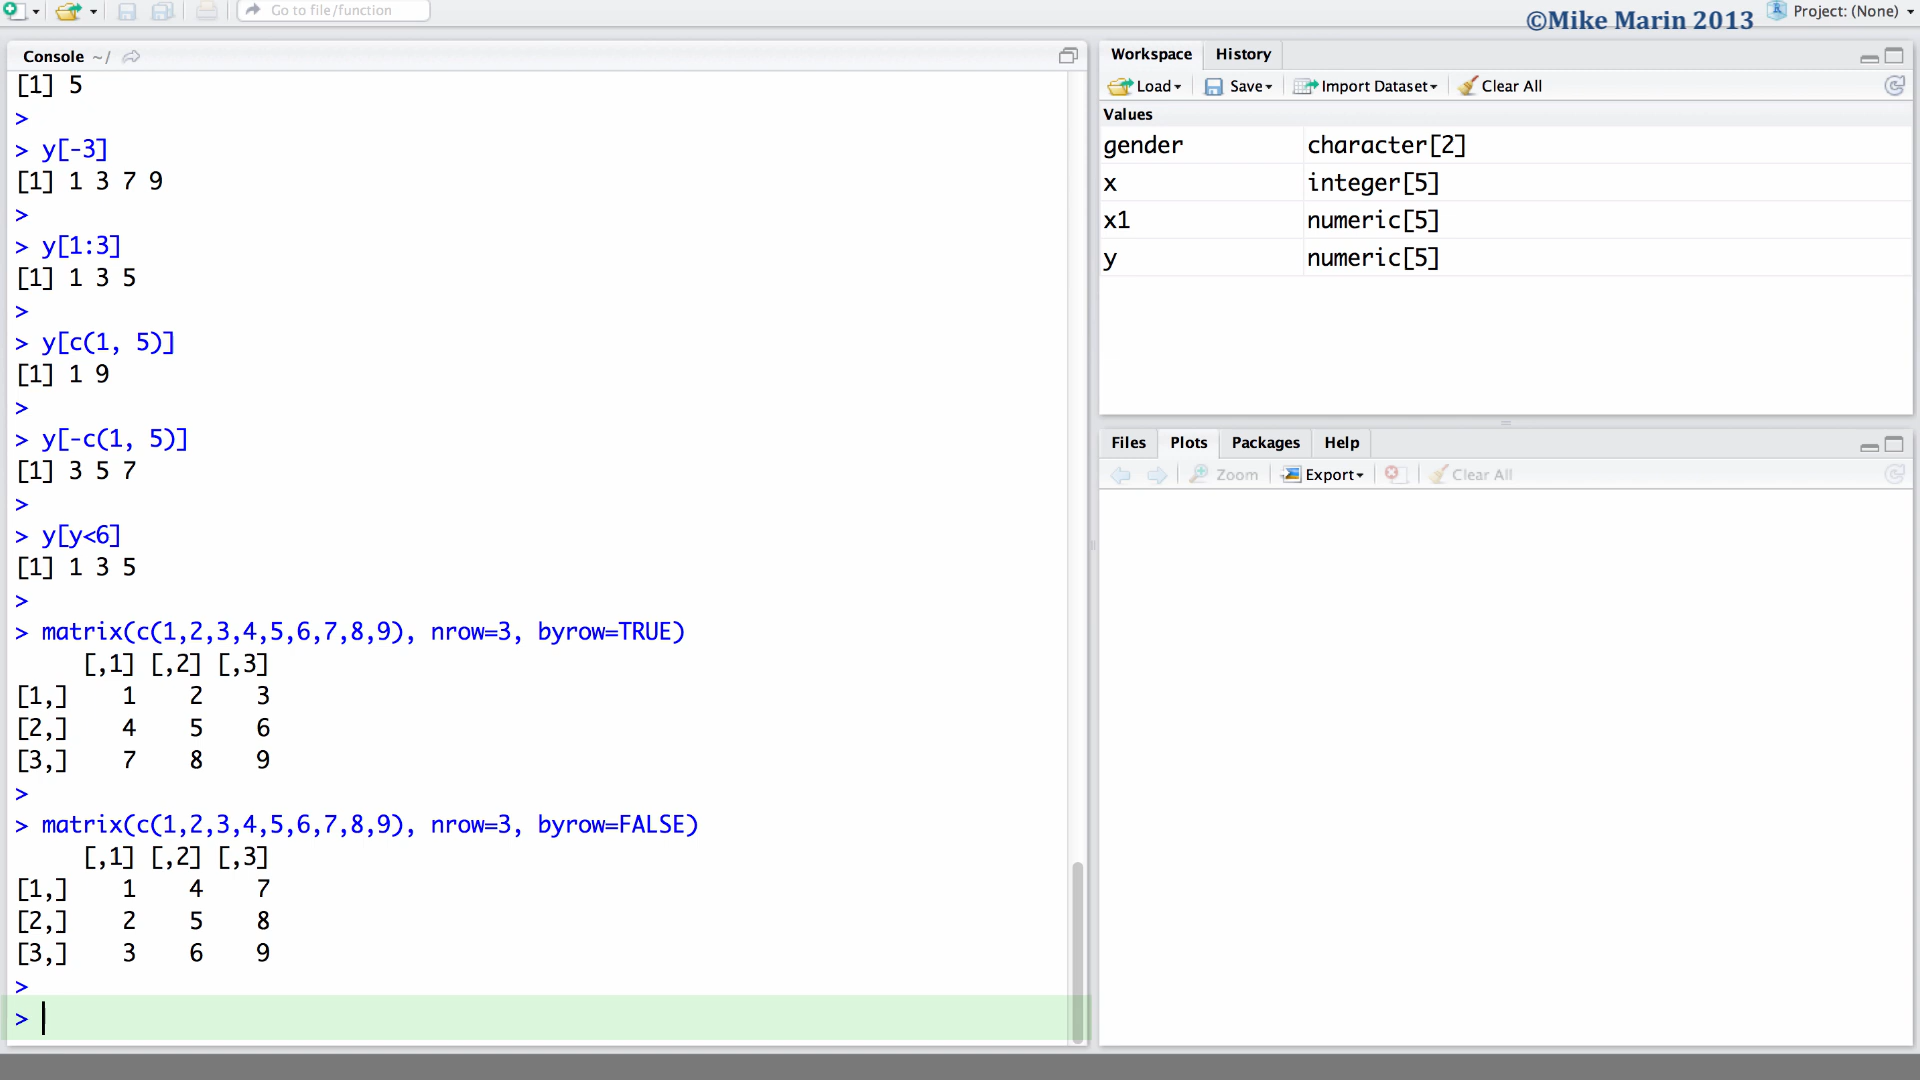 Go to file/function
©Mike Marin 2013
Project: (None)
Console ~/
[1] 5
>
> y[-3]
[1] 1 3 7 9
>
> y[1:3]
[1] 1 3 5
>
> y[c(1, 5)]
[1] 1 9
>
> y[-c(1, 5)]
[1] 3 5 7
>
> y[y<6]
[1] 1 3 5
>
> matrix(c(1,2,3,4,5,6,7,8,9), nrow=3, byrow=TRUE)
[,1] [,2] [,3]
[1,] 1 2 3
[2,] 4 5 6
[3,] 7 8 9
>
> matrix(c(1,2,3,4,5,6,7,8,9), nrow=3, byrow=FALSE)
[,1] [,2] [,3]
[1,] 1 4 7
[2,] 2 5 8
[3,] 3 6 9
>
>
Workspace History
Load Save Import Dataset Clear All
Values
gender character[2]
x integer[5]
x1 numeric[5]
y numeric[5]
Files Plots Packages Help
Zoom Export Clear All